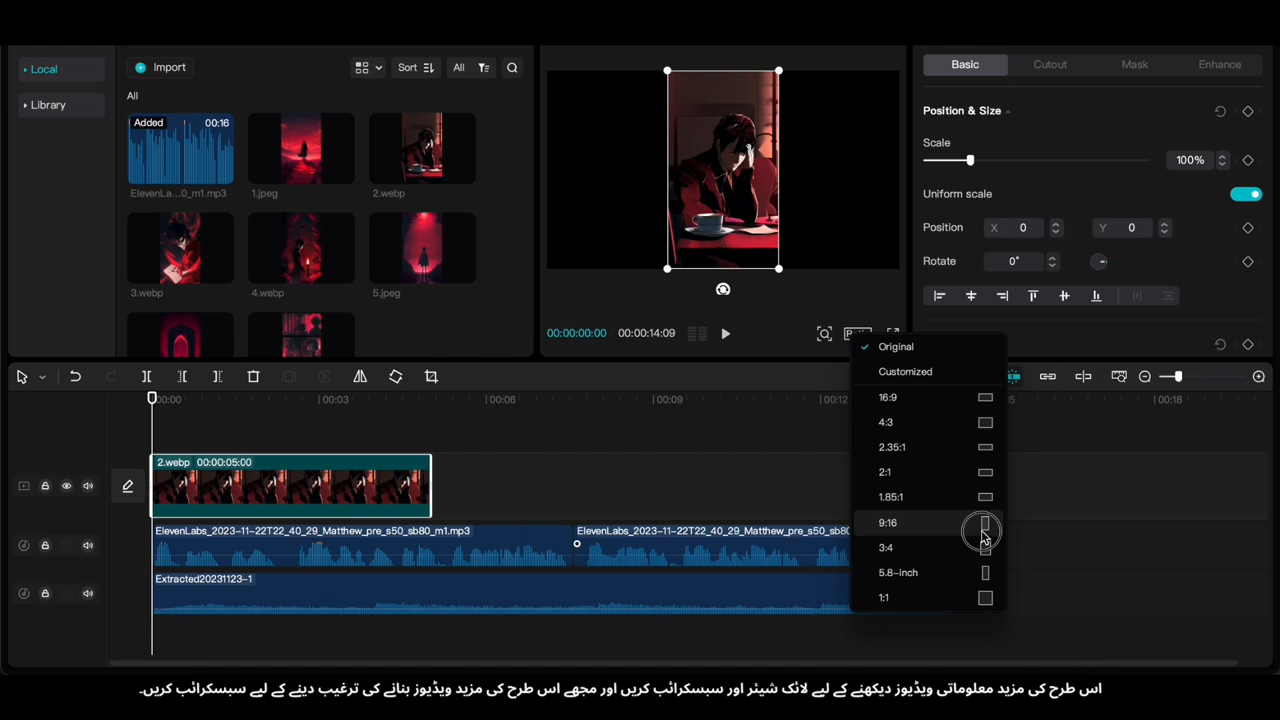 Local
Library
Import
Sort
All
All
Added 00:16
ElevenLa...0_m1.mp3
1.jpeg
2.webp
3.webp
4.webp
5.jpeg
00:00:00:00 00:00:14:09
Basic Cutout Mask Enhance
Position & Size
Scale
100%
Uniform scale
Position X 0 Y 0
Rotate 0°
Original
Customized
16:9
4:3
2.35:1
2:1
1.85:1
9:16
3:4
5.8-inch
1:1
00:00 00:03 00:06 00:09 00:12 00:18
2.webp 00:00:05:00
ElevenLabs_2023-11-22T22_40_29_Matthew_pre_s50_sb80_m1.mp3
ElevenLabs_2023-11-22T22_40_29_Matthew_pre_s50_sb80
Extracted20231123-1
اس طرح کی مزید معلوماتی ویڈیوز دیکھنے کے لیے لائک شیئر اور سبسکرائب کریں اور مجھے اس طرح کی مزید ویڈیوز بنانے کی ترغیب دینے کے لیے سبسکرائب کریں۔